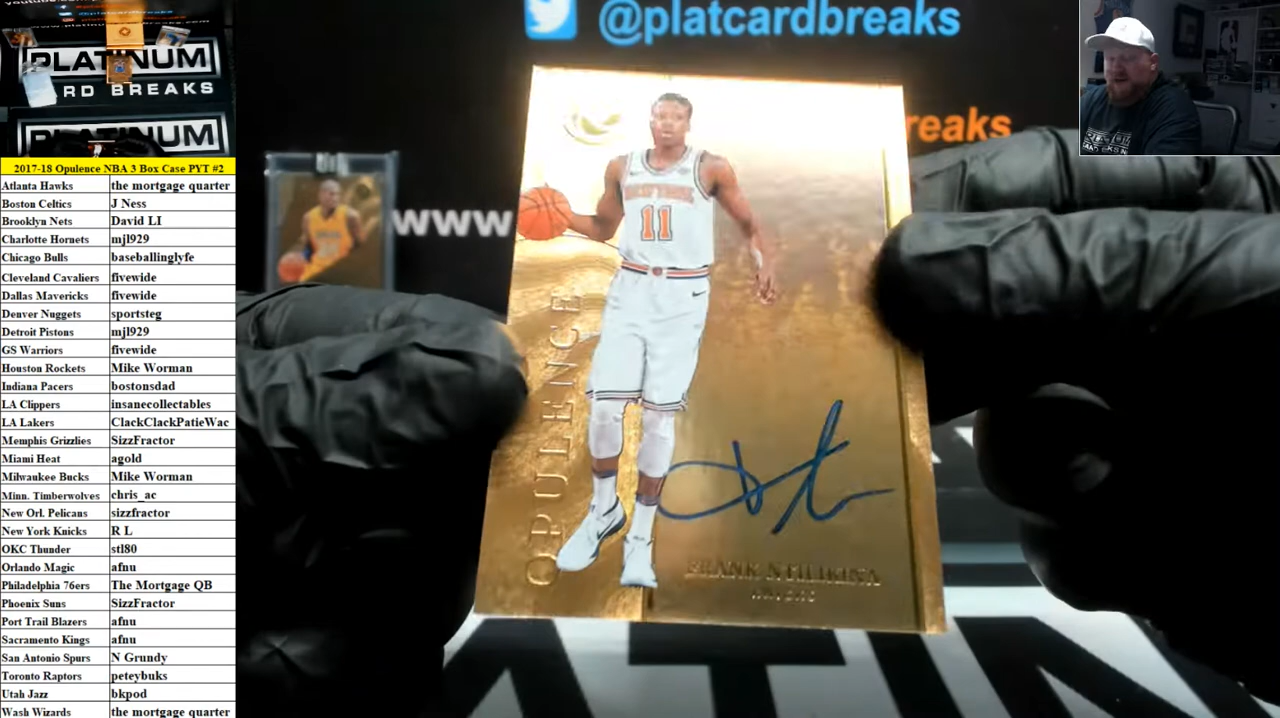 youtube.com
PLATINUM
RD BREAKS
PLATINUM
@platcardbreaks
reaks
www
11
OPULENCE
FRANK NTILIKINA
KNICKS
ATIN
2017-18 Opulence NBA 3 Box Case PYT #2
Atlanta Hawks the mortgage quarter
Boston Celtics J Ness
Brooklyn Nets David LI
Charlotte Hornets mjl929
Chicago Bulls baseballinglyfe
Cleveland Cavaliers fivewide
Dallas Mavericks fivewide
Denver Nuggets sportsteg
Detroit Pistons mjl929
GS Warriors fivewide
Houston Rockets Mike Worman
Indiana Pacers bostonsdad
LA Clippers insanecollectables
LA Lakers ClackClackPatieWac
Memphis Grizzlies SizzFractor
Miami Heat agold
Milwaukee Bucks Mike Worman
Minn. Timberwolves chris_ac
New Orl. Pelicans sizzfractor
New York Knicks R L
OKC Thunder stl80
Orlando Magic afnu
Philadelphia 76ers The Mortgage QB
Phoenix Suns SizzFractor
Port Trail Blazers afnu
Sacramento Kings afnu
San Antonio Spurs N Grundy
Toronto Raptors peteybuks
Utah Jazz bkpod
Wash Wizards the mortgage quarter